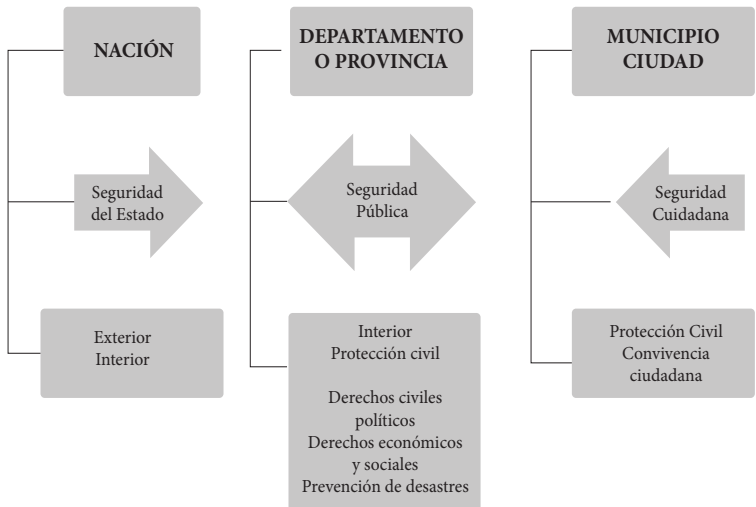 NACIÓN
DEPARTAMENTO
O PROVINCIA
MUNICIPIO
CIUDAD
Seguridad
del Estado
Seguridad
Pública
Seguridad
Cuidadana
Exterior
Interior
Interior
Protección civil
Derechos civiles
políticos
Derechos económicos
y sociales
Prevención de desastres
Protección Civil
Convivencia
ciudadana